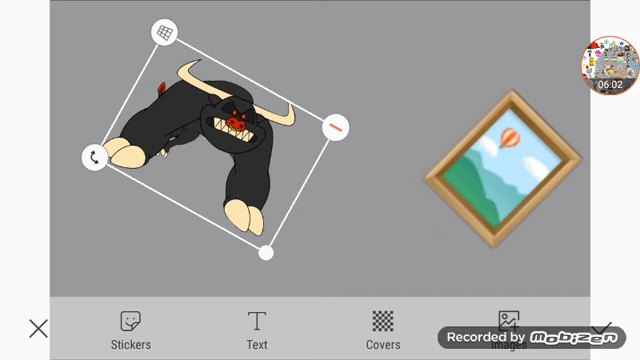 06:02
Stickers
Text
Covers
Images
Recorded by mobizen